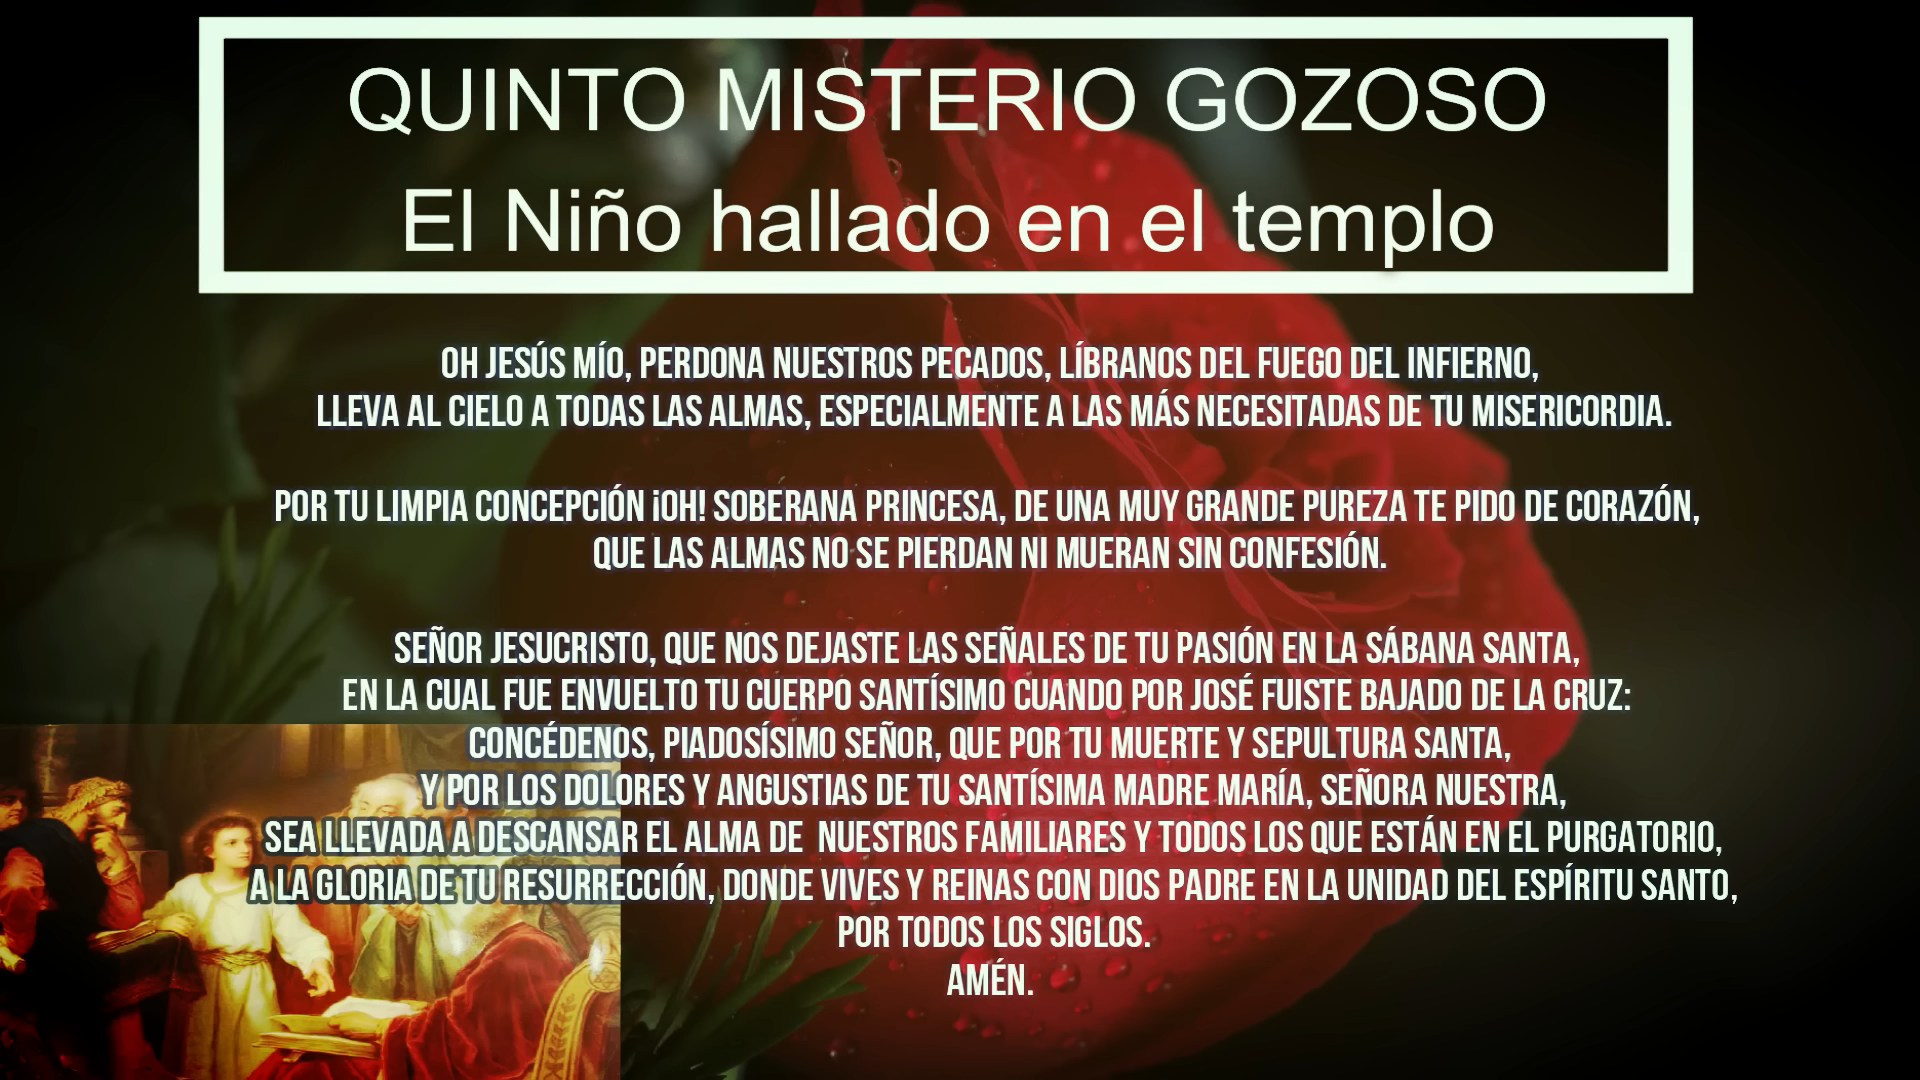 QUINTO MISTERIO GOZOSO
El Niño hallado en el templo
OH JESÚS MÍO, PERDONA NUESTROS PECADOS, LÍBRANOS DEL FUEGO DEL INFIERNO,
LLEVA AL CIELO A TODAS LAS ALMAS, ESPECIALMENTE A LAS MÁS NECESITADAS DE TU MISERICORDIA.
POR TU LIMPIA CONCEPCIÓN ¡OH! SOBERANA PRINCESA, DE UNA MUY GRANDE PUREZA TE PIDO DE CORAZÓN,
QUE LAS ALMAS NO SE PIERDAN NI MUERAN SIN CONFESIÓN.
SEÑOR JESUCRISTO, QUE NOS DEJASTE LAS SEÑALES DE TU PASIÓN EN LA SÁBANA SANTA,
EN LA CUAL FUE ENVUELTO TU CUERPO SANTÍSIMO CUANDO POR JOSÉ FUISTE BAJADO DE LA CRUZ:
CONCÉDENOS, PIADOSÍSIMO SEÑOR, QUE POR TU MUERTE Y SEPULTURA SANTA,
Y POR LOS DOLORES Y ANGUSTIAS DE TU SANTÍSIMA MADRE MARÍA, SEÑORA NUESTRA,
SEA LLEVADA A DESCANSAR EL ALMA DE  NUESTROS FAMILIARES Y TODOS LOS QUE ESTÁN EN EL PURGATORIO,
A LA GLORIA DE TU RESURRECCIÓN, DONDE VIVES Y REINAS CON DIOS PADRE EN LA UNIDAD DEL ESPÍRITU SANTO,
POR TODOS LOS SIGLOS.
AMÉN.